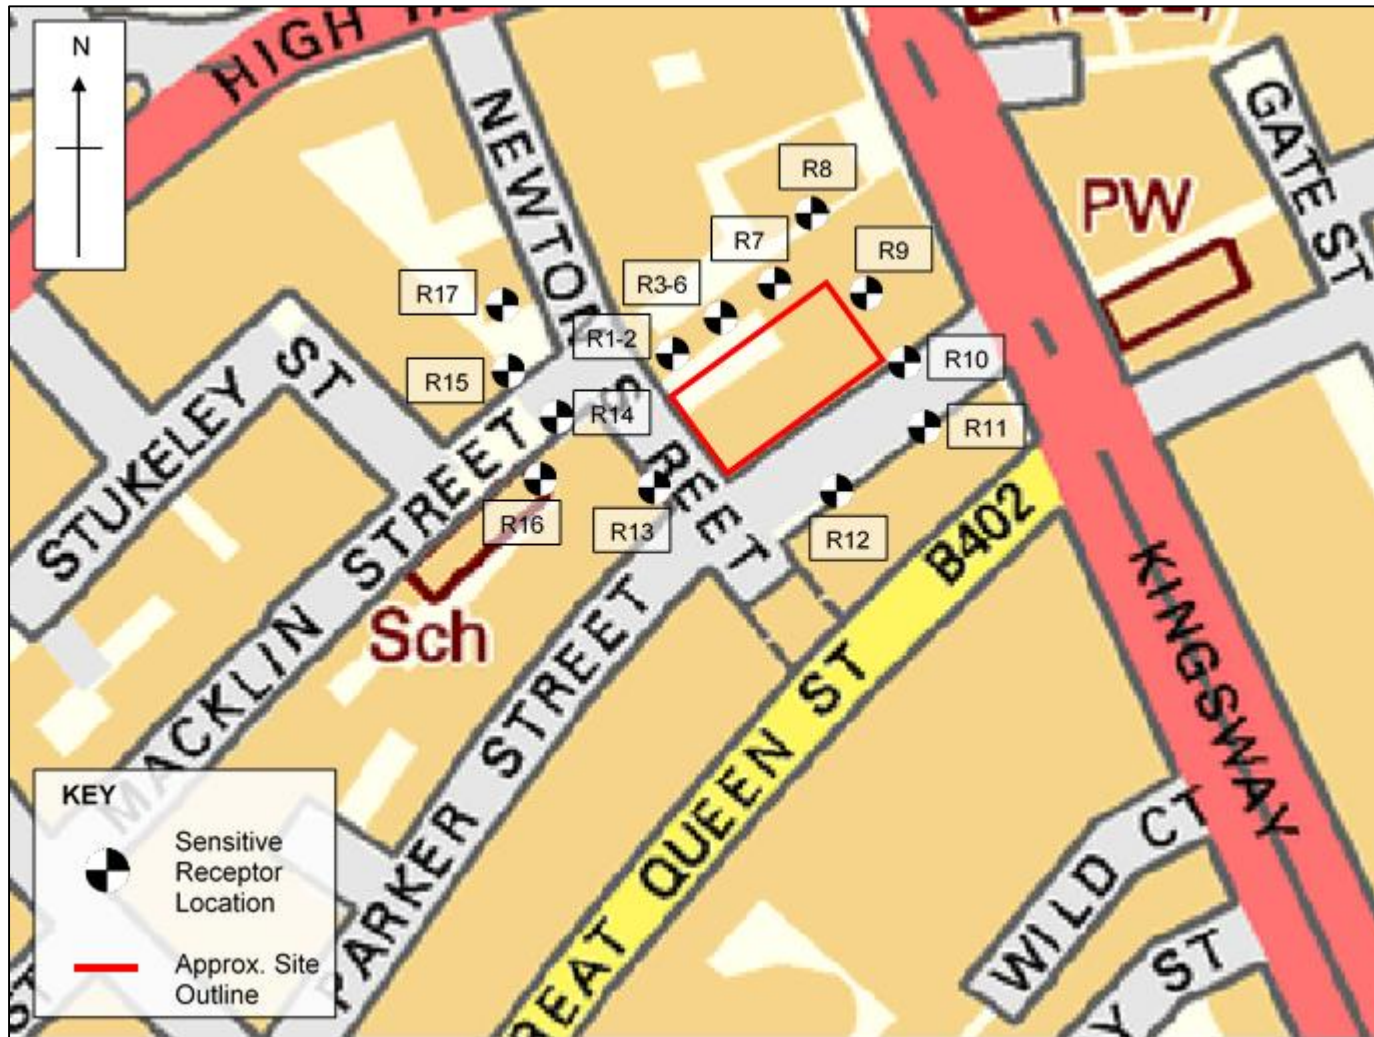 N
HIGH
NEWTON
STREET
GATE ST
PW
R8
R7
R9
R3-6
R17
R1-2
R10
R15
R14
R11
R16
R13
R12
STUKELEY
ST
MACKLIN STREET
Sch
PARKER STREET
GREAT QUEEN ST
B402
KINGSWAY
WILD CT
Y ST
ST
KEY
Sensitive
Receptor
Location
Approx. Site
Outline